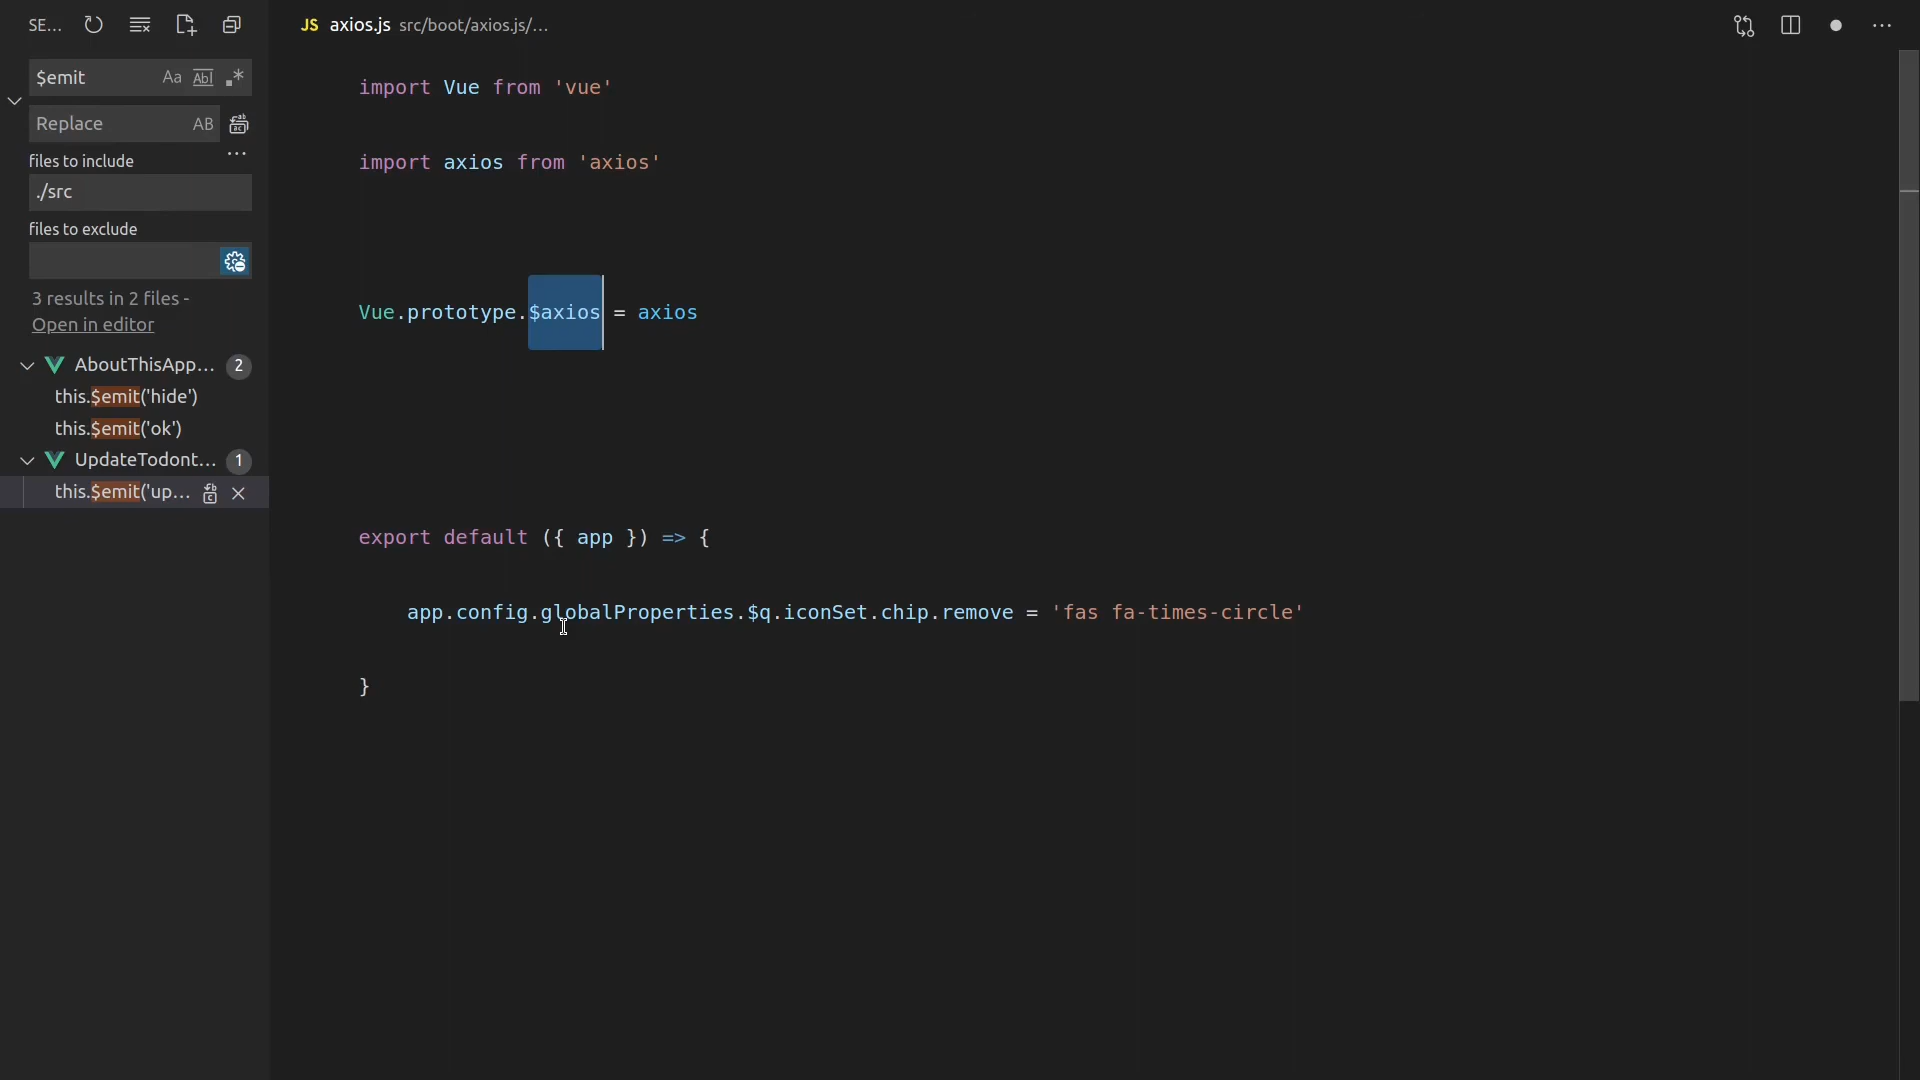 SE...
$emit Aa Abl .*
Replace AB
files to include ...
./src
files to exclude
3 results in 2 files -
Open in editor
AboutThisApp... 2
this.$emit('hide')
this.$emit('ok')
UpdateTodont... 1
this.$emit('up...
JS axios.js src/boot/axios.js/...
import Vue from 'vue'
import axios from 'axios'
Vue.prototype.$axios = axios
export default ({ app }) => {
app.config.globalProperties.$q.iconSet.chip.remove = 'fas fa-times-circle'
}